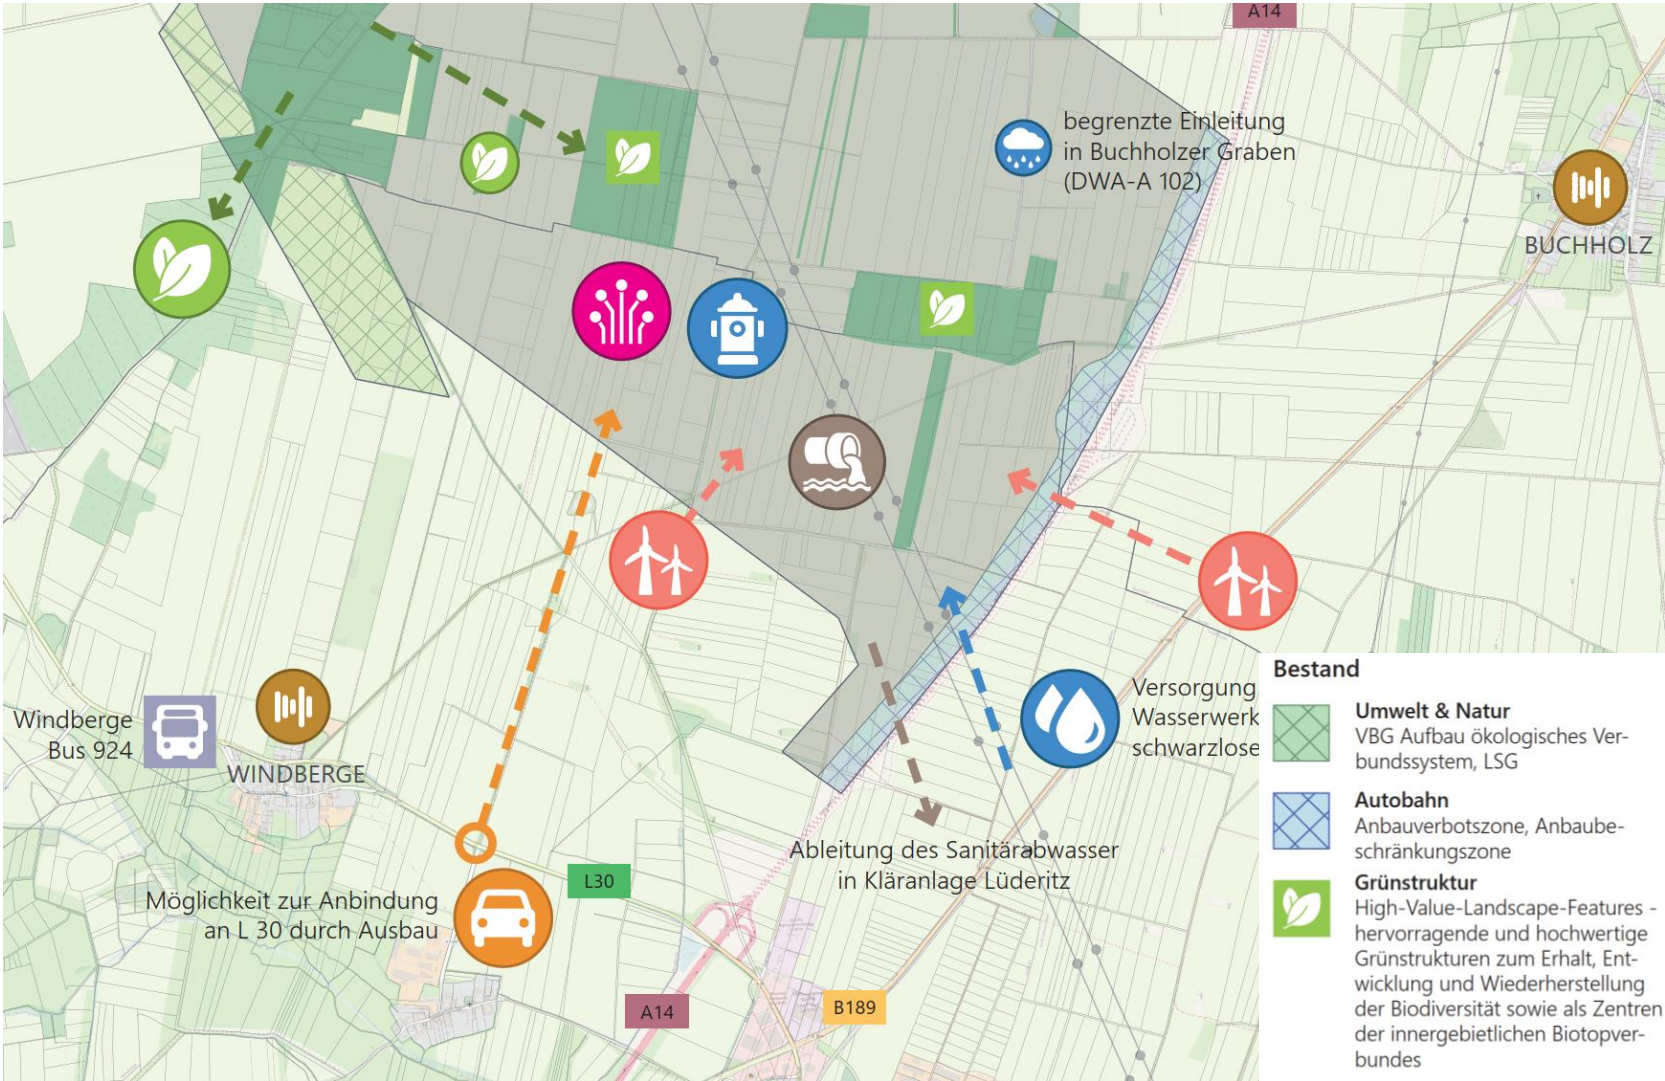 A14
begrenzte Einleitung
in Buchholzer Graben
(DWA-A 102)
BUCHHOLZ
Windberge
Bus 924
WINDBERGE
Versorgung
Wasserwerk
schwarzlose
Ableitung des Sanitärabwasser
in Kläranlage Lüderitz
L30
Möglichkeit zur Anbindung
an L 30 durch Ausbau
A14
B189
Bestand
Umwelt & Natur
VBG Aufbau ökologisches Ver-
bundssystem, LSG
Autobahn
Anbauverbotszone, Anbaube-
schränkungszone
Grünstruktur
High-Value-Landscape-Features -
hervorragende und hochwertige
Grünstrukturen zum Erhalt, Ent-
wicklung und Wiederherstellung
der Biodiversität sowie als Zentren
der innergebietlichen Biotopver-
bundes